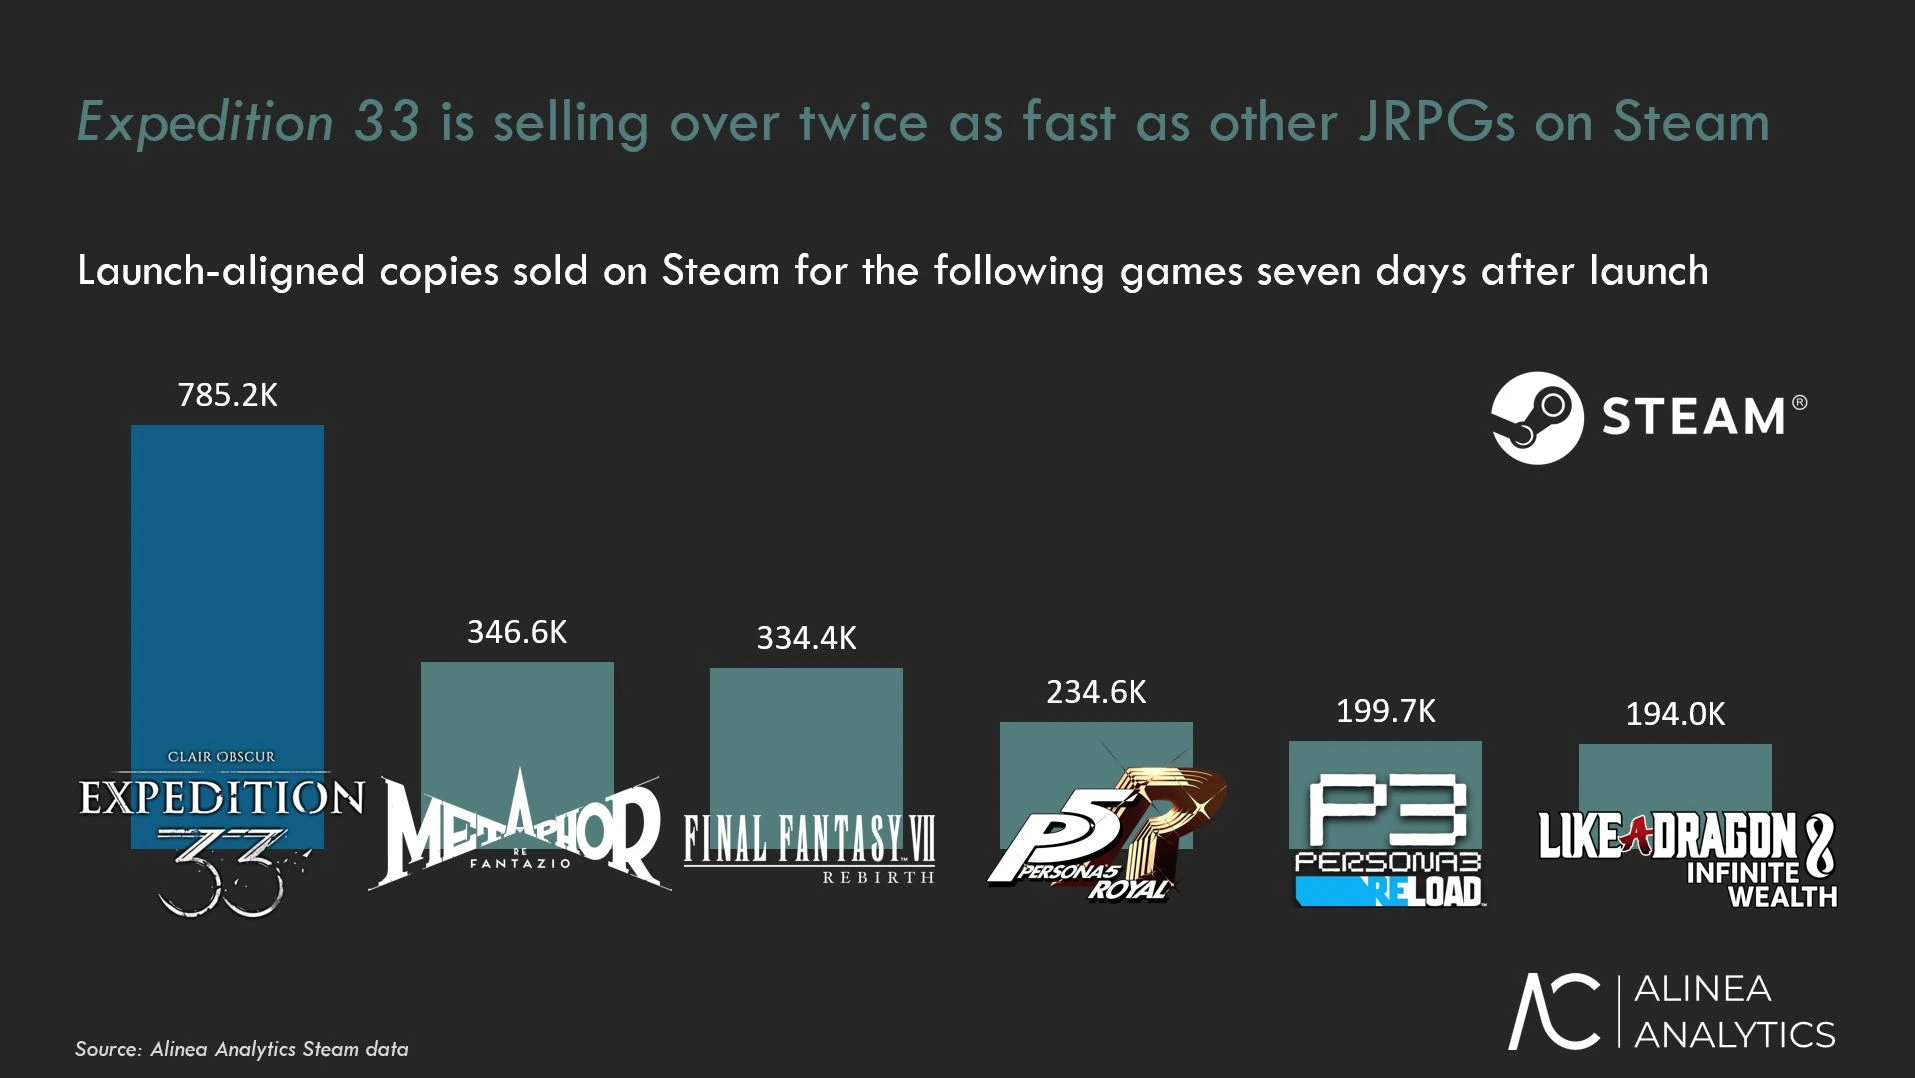 Expedition 33 is selling over twice as fast as other JRPGs on Steam
Launch-aligned copies sold on Steam for the following games seven days after launch
785.2K
346.6K
334.4K
234.6K
199.7K
194.0K
STEAM®
CLAIR OBSCUR
EXPEDITION
33
METAPHOR
RE
FANTAZIO
FINAL FANTASY VII™
REBIRTH
P5R
PERSONA5
ROYAL
P3
PERSONA3
RELOAD™
LIKE A DRAGON 8
INFINITE
WEALTH
AC
ALINEA
ANALYTICS
Source: Alinea Analytics Steam data